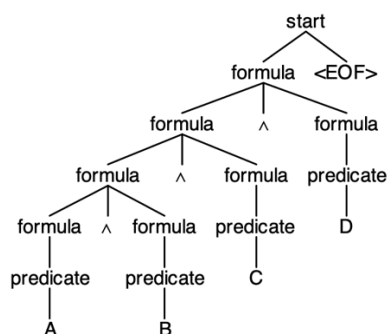 start
formula <EOF>
formula ∧ formula
formula ∧ formula predicate
formula ∧ formula predicate D
predicate predicate C
A B